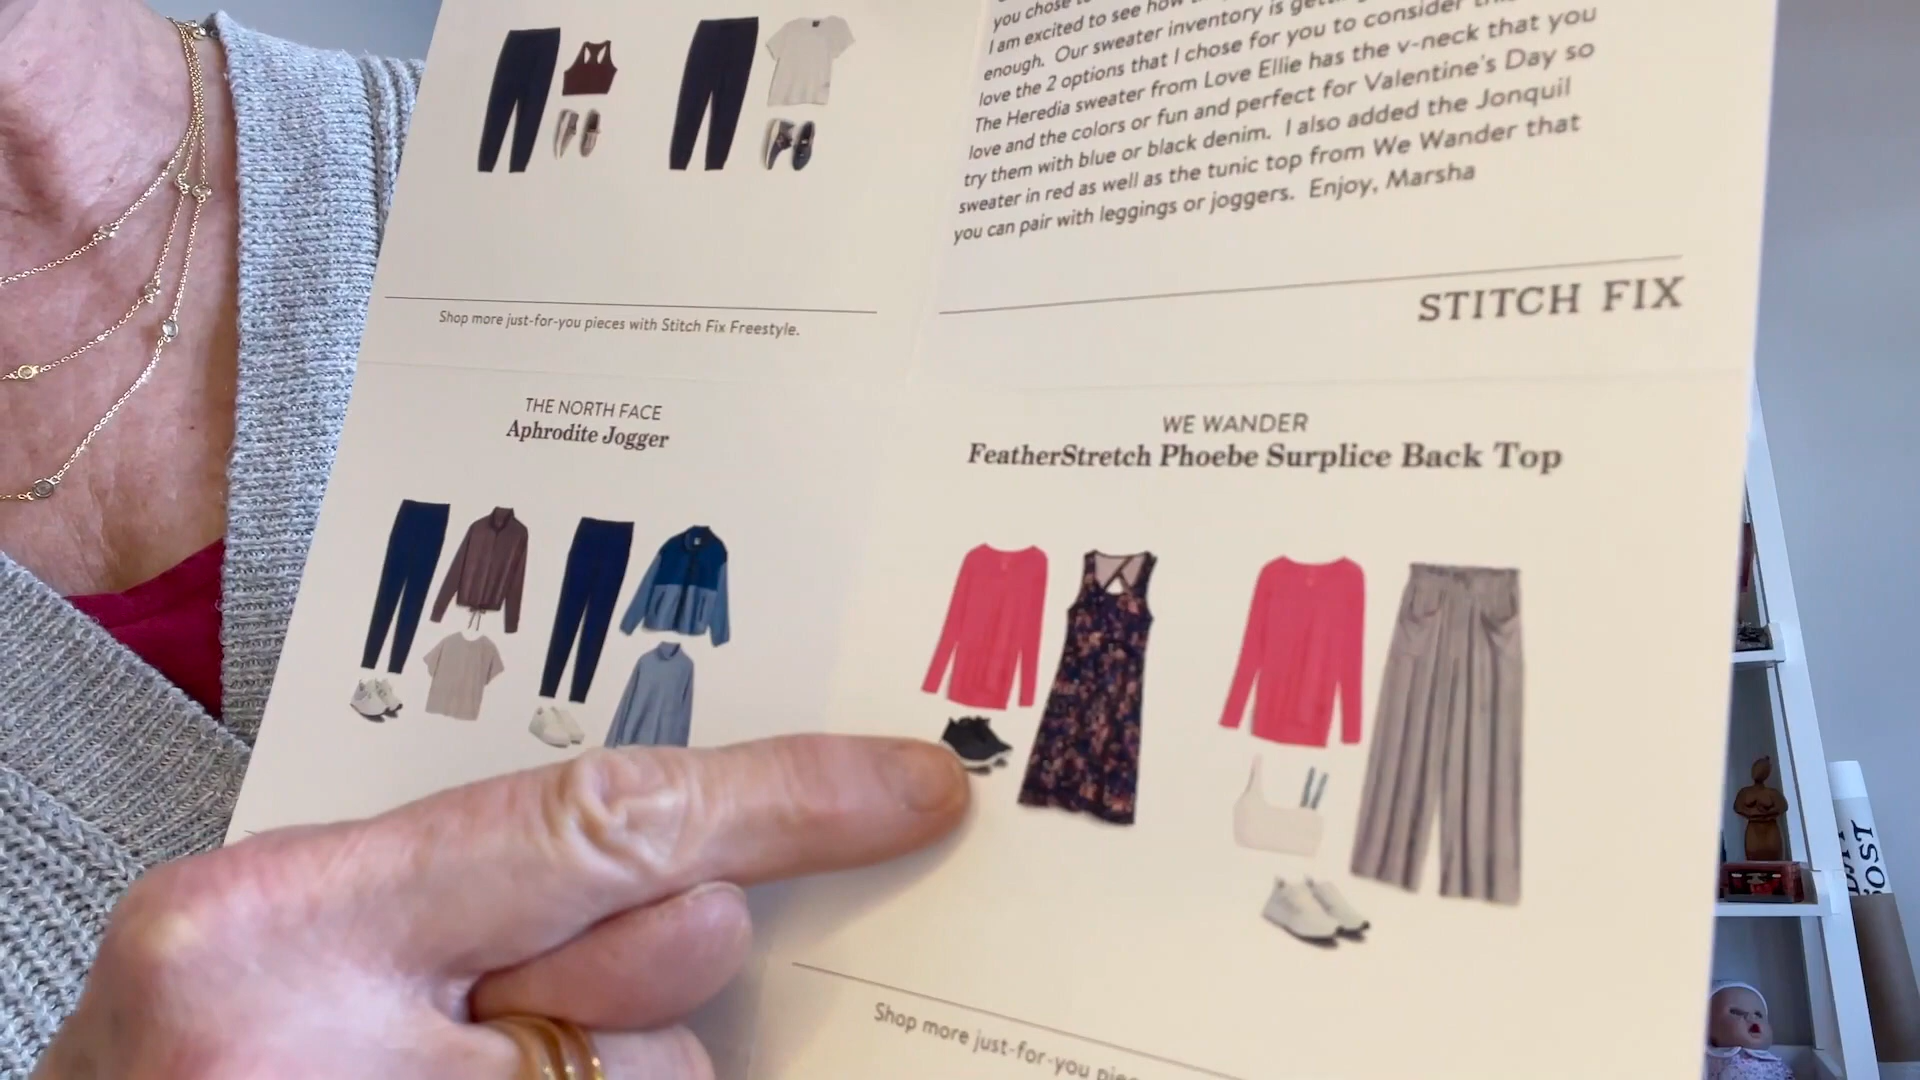 you chose
I am excited to see how
enough. Our sweater inventory is
love the 2 options that I chose for you to consider
The Heredia sweater from Love Ellie has the v-neck that you
love and the colors or fun and perfect for Valentine's Day so
try them with blue or black denim. I also added the Jonquil
sweater in red as well as the tunic top from We Wander that
you can pair with leggings or joggers. Enjoy, Marsha
STITCH FIX
Shop more just-for-you pieces with Stitch Fix Freestyle.
THE NORTH FACE
Aphrodite Jogger
WE WANDER
FeatherStretch Phoebe Surplice Back Top
Shop more just-for-you